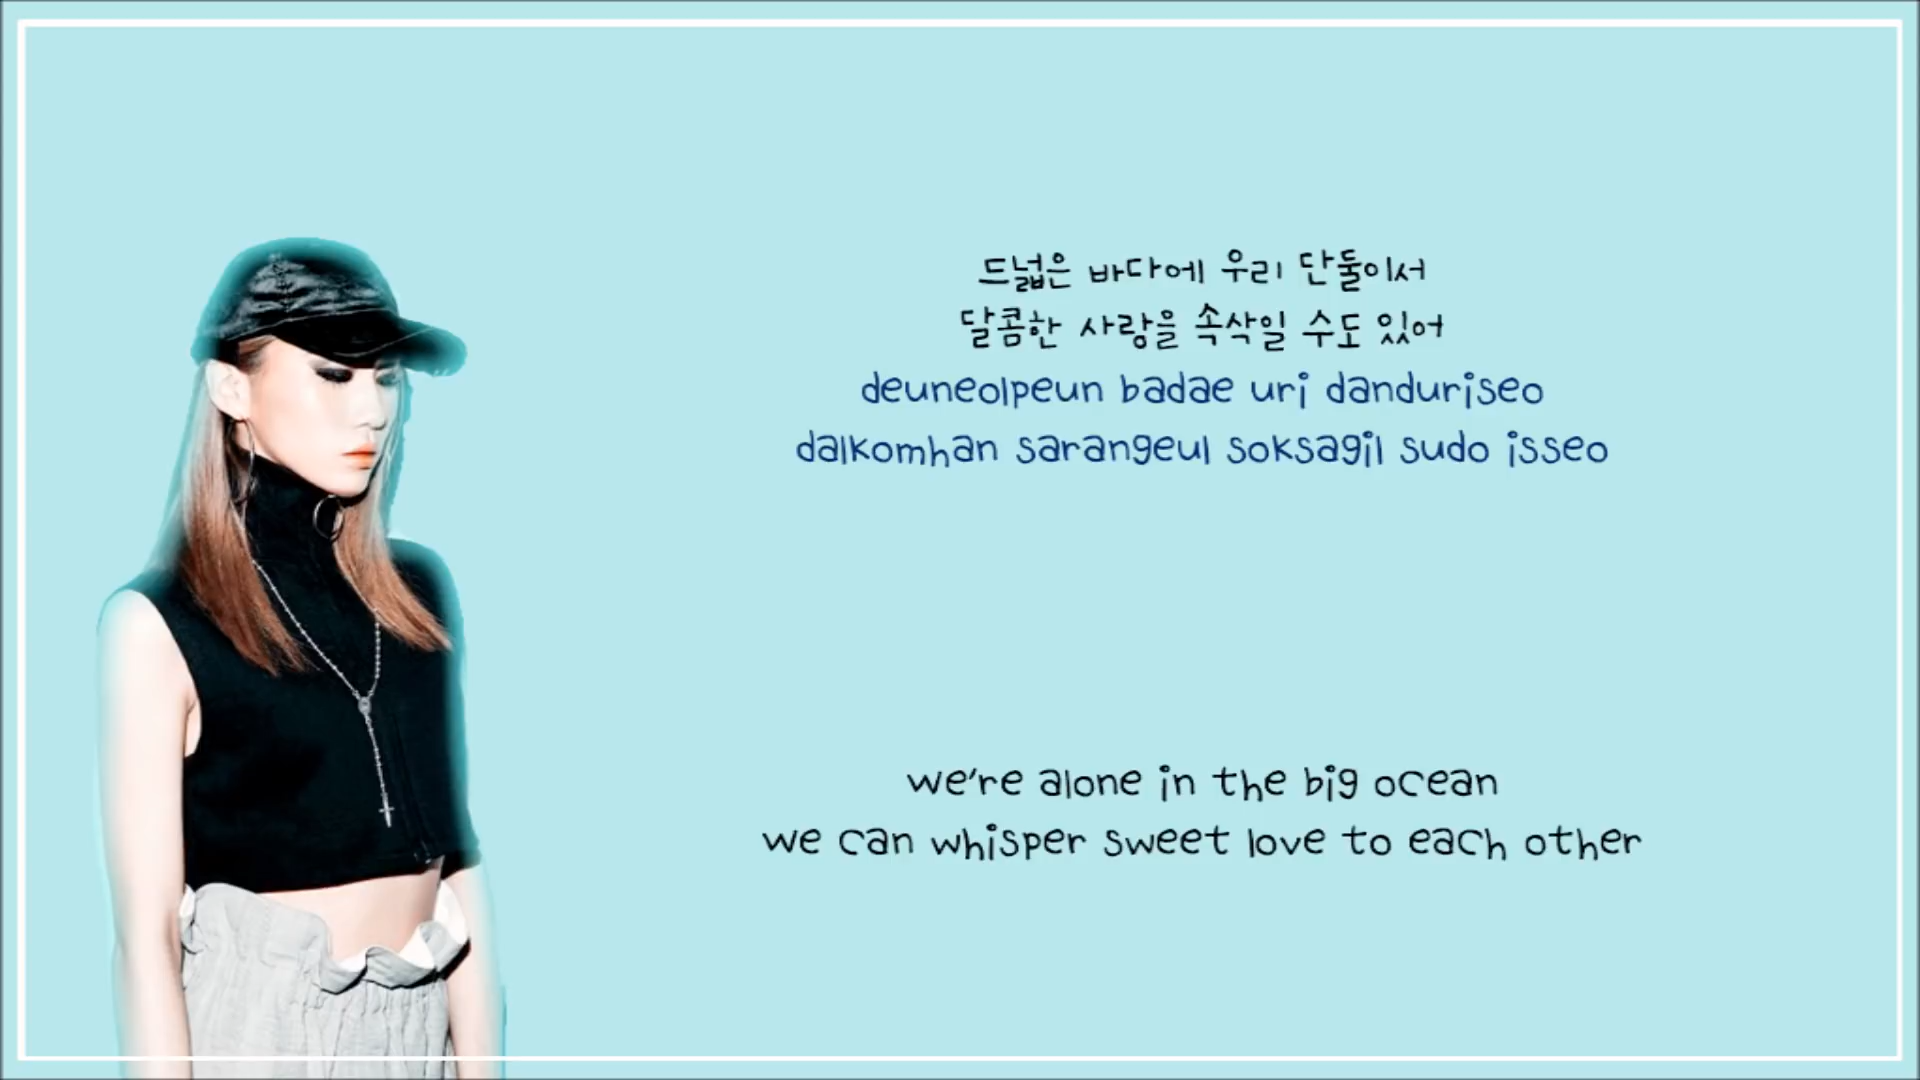 드넓은 바다에 우리 단둘이서
달콤한 사랑을 속삭일 수도 있어
deuneolpeun badae uri danduriseo
dalkomhan sarangeul soksagil sudo isseo
we're alone in the big ocean
we can whisper sweet love to each other